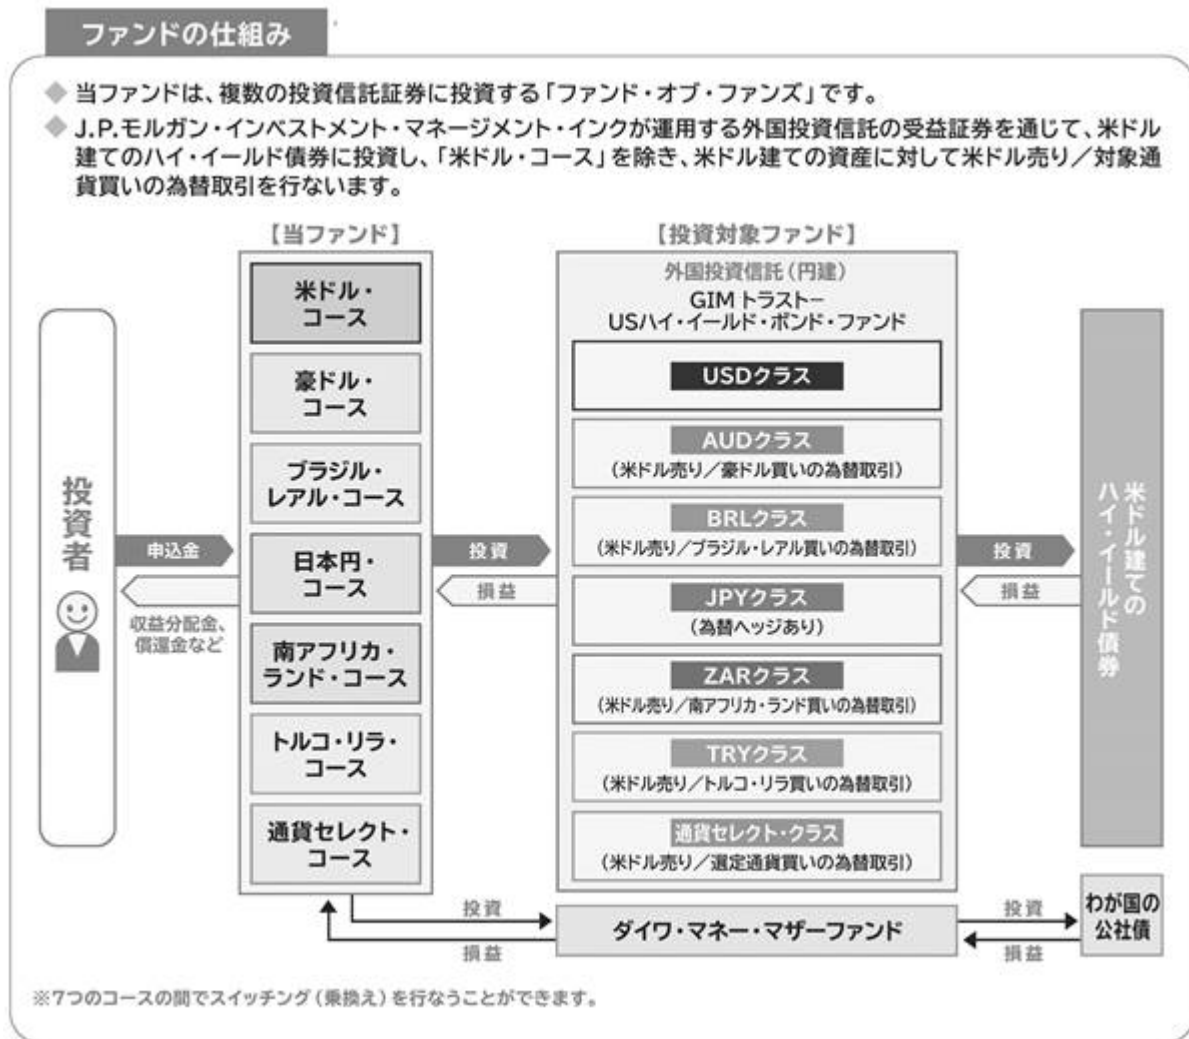 ファンドの仕組み
◆ 当ファンドは、複数の投資信託証券に投資する「ファンド・オブ・ファンズ」です。
◆ J.P.モルガン・インベストメント・マネージメント・インクが運用する外国投資信託の受益証券を通じて、米ドル
建てのハイ・イールド債券に投資し、「米ドル・コース」を除き、米ドル建ての資産に対して米ドル売り／対象通
貨買いの為替取引を行ないます。
【当ファンド】
【投資対象ファンド】
投資者
申込金
収益分配金、
償還金など
米ドル・
コース
豪ドル・
コース
ブラジル・
レアル・コース
日本円・
コース
南アフリカ・
ランド・コース
トルコ・リラ・
コース
通貨セレクト・
コース
投資
損益
外国投資信託（円建）
GIM トラスト－
USハイ・イールド・ボンド・ファンド
USDクラス
AUDクラス
（米ドル売り／豪ドル買いの為替取引）
BRLクラス
（米ドル売り／ブラジル・レアル買いの為替取引）
JPYクラス
（為替ヘッジあり）
ZARクラス
（米ドル売り／南アフリカ・ランド買いの為替取引）
TRYクラス
（米ドル売り／トルコ・リラ買いの為替取引）
通貨セレクト・クラス
（米ドル売り／選定通貨買いの為替取引）
投資
損益
米ドル建ての
ハイ・イールド債券
投資
損益
ダイワ・マネー・マザーファンド
投資
損益
わが国の
公社債
※7つのコースの間でスイッチング（乗換え）を行なうことができます。